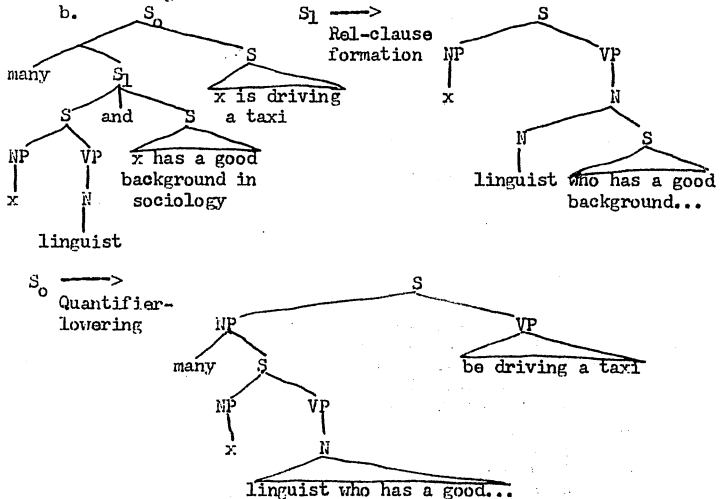 b. S₀ S₁ ——> S
Rel-clause
formation
S NP VP
many S₁ x is driving x N
a taxi
S and S N S
NP VP x has a good linguist who has a good
background in background...
x N sociology
linguist
S₀ ——> S
Quantifier-
lowering
NP VP
many S be driving a taxi
NP VP
x N
linguist who has a good...